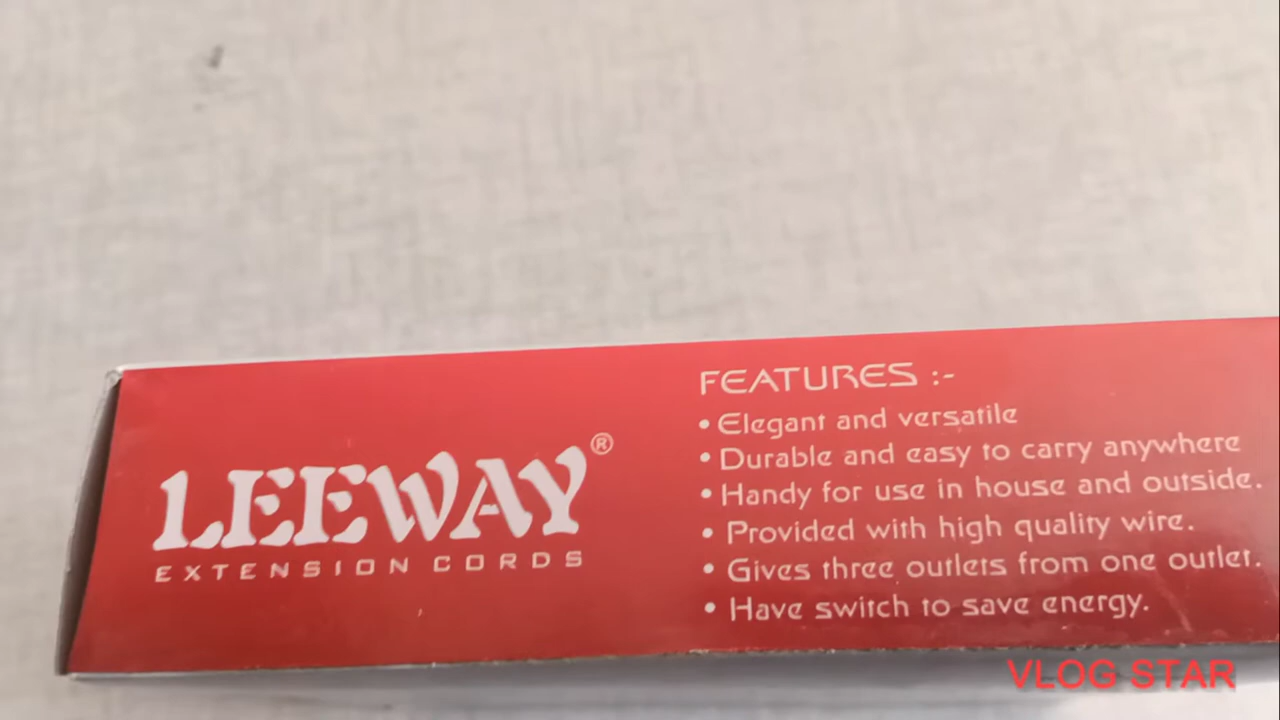 LEEWAY®
EXTENSION CORDS
FEATURES :-
• Elegant and versatile
• Durable and easy to carry anywhere
• Handy for use in house and outside.
• Provided with high quality wire.
• Gives three outlets from one outlet.
• Have switch to save energy.
VLOG STAR